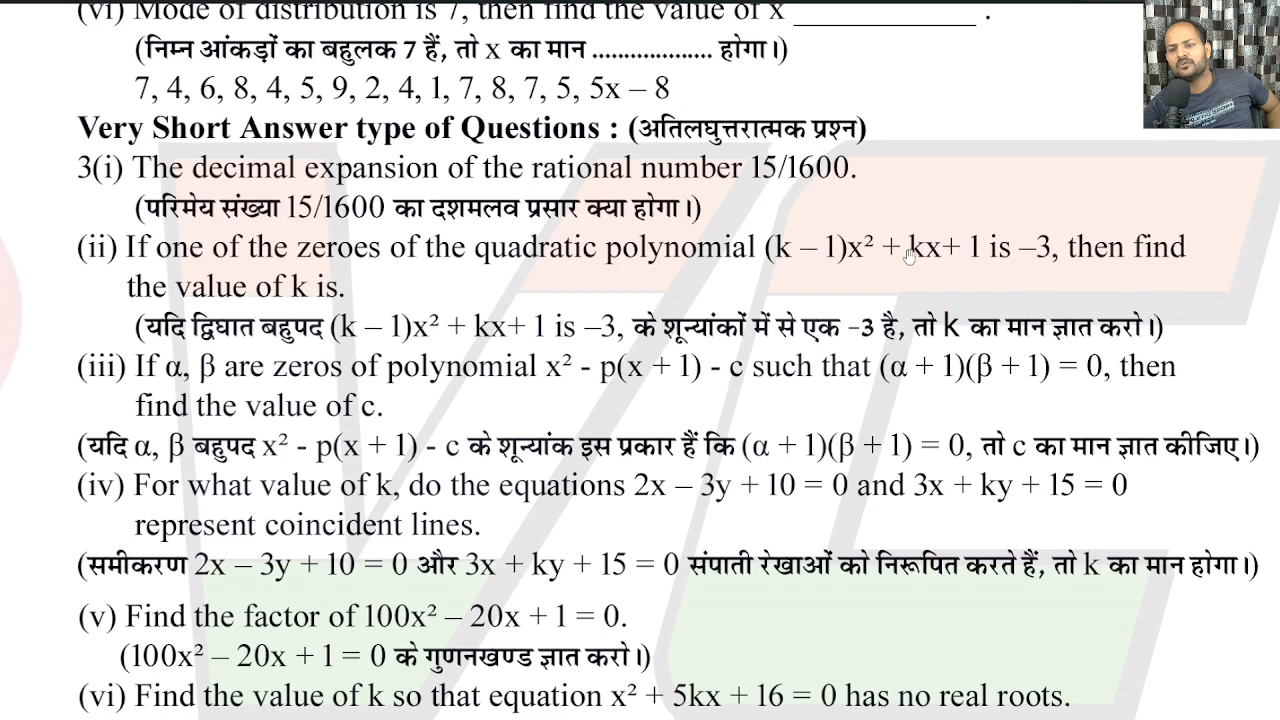 (vi) Mode of distribution is 7, then find the value of x ____________ .
(निम्न आंकड़ों का बहुलक 7 हैं, तो x का मान .................... होगा।)
7, 4, 6, 8, 4, 5, 9, 2, 4, 1, 7, 8, 7, 5, 5x – 8
Very Short Answer type of Questions : (अतिलघुत्तरात्मक प्रश्न)
3(i) The decimal expansion of the rational number 15/1600.
(परिमेय संख्या 15/1600 का दशमलव प्रसार क्या होगा।)
(ii) If one of the zeroes of the quadratic polynomial (k – 1)x² + kx+ 1 is –3, then find
the value of k is.
(यदि द्विघात बहुपद (k – 1)x² + kx+ 1 is –3, के शून्यांकों में से एक -3 है, तो k का मान ज्ञात करो।)
(iii) If α, β are zeros of polynomial x² - p(x + 1) - c such that (α + 1)(β + 1) = 0, then
find the value of c.
(यदि α, β बहुपद x² - p(x + 1) - c के शून्यांक इस प्रकार हैं कि (α + 1)(β + 1) = 0, तो c का मान ज्ञात कीजिए।)
(iv) For what value of k, do the equations 2x – 3y + 10 = 0 and 3x + ky + 15 = 0
represent coincident lines.
(समीकरण 2x – 3y + 10 = 0 और 3x + ky + 15 = 0 संपाती रेखाओं को निरूपित करते हैं, तो k का मान होगा।)
(v) Find the factor of 100x² – 20x + 1 = 0.
(100x² – 20x + 1 = 0 के गुणनखण्ड ज्ञात करो।)
(vi) Find the value of k so that equation x² + 5kx + 16 = 0 has no real roots.